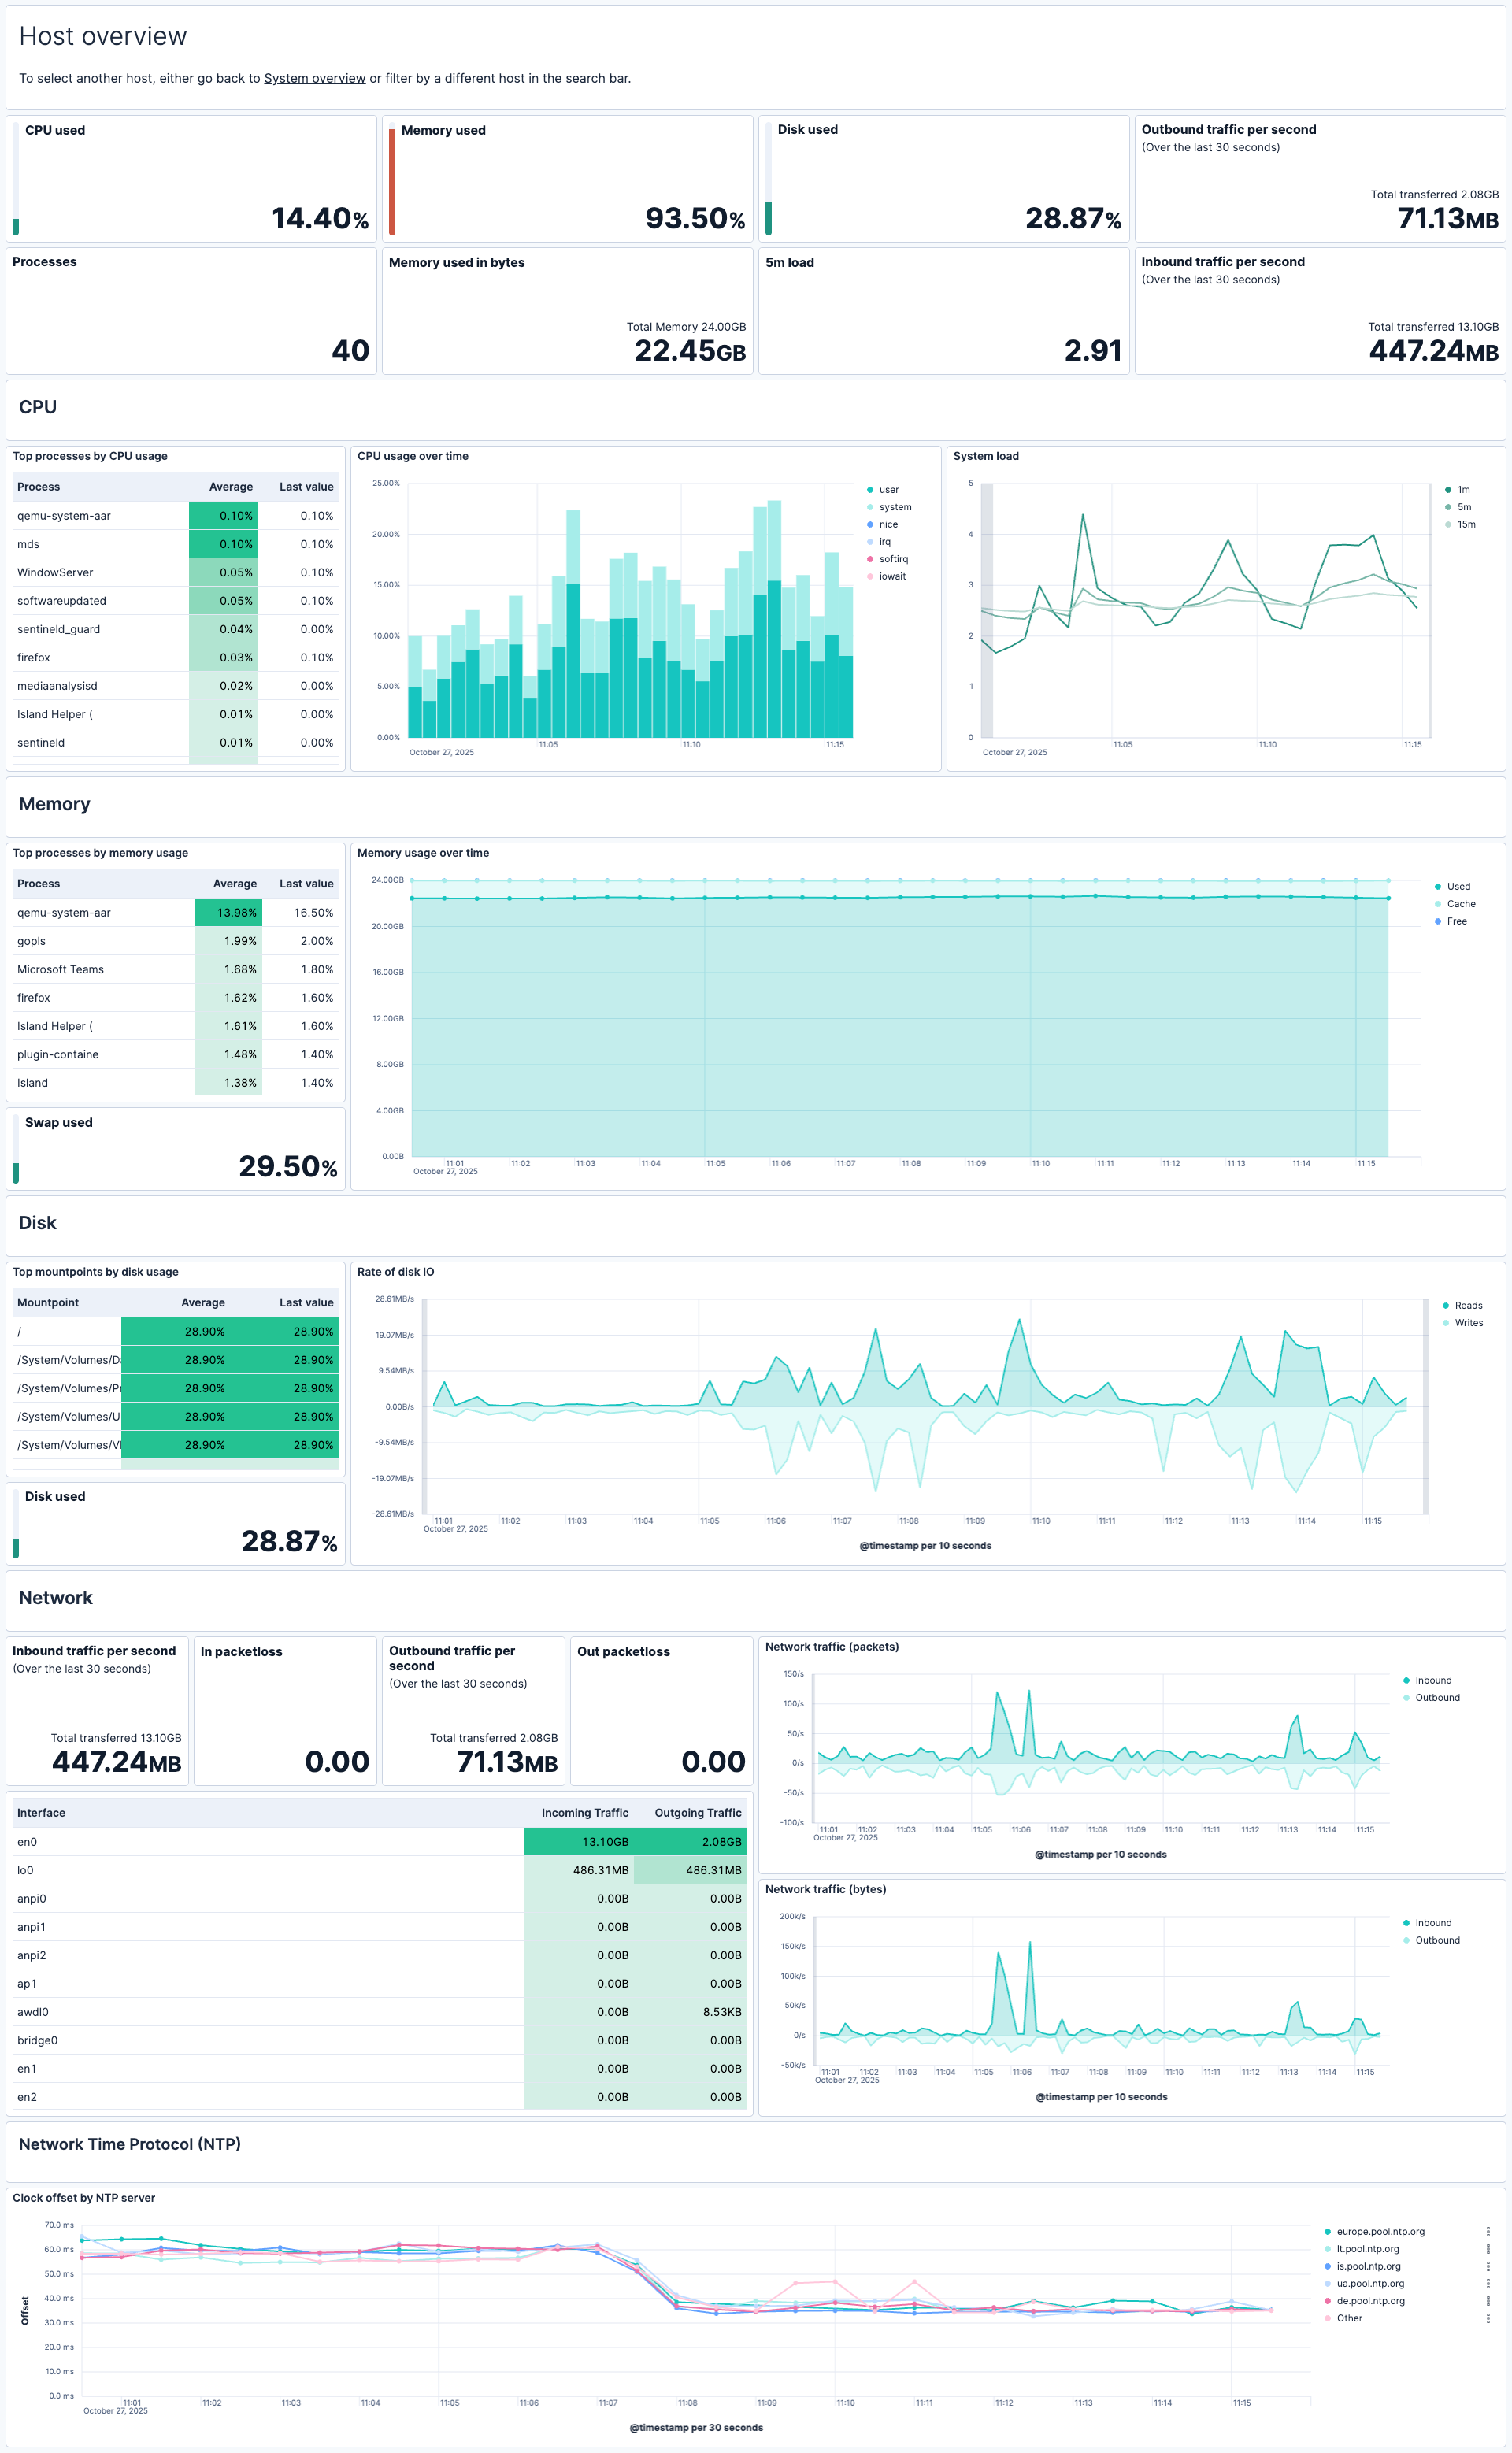 Host overview
To select another host, either go back to System overview or filter by a different host in the search bar.
CPU used
14.40%
Memory used
93.50%
Disk used
28.87%
Outbound traffic per second
(Over the last 30 seconds)
Total transferred 2.08GB
71.13MB
Processes
40
Memory used in bytes
Total Memory 24.00GB
22.45GB
5m load
2.91
Inbound traffic per second
(Over the last 30 seconds)
Total transferred 13.10GB
447.24MB
CPU
Top processes by CPU usage
Process Average Last value
qemu-system-aar 0.10% 0.10%
mds 0.10% 0.10%
WindowServer 0.05% 0.10%
softwareupdated 0.05% 0.10%
sentineld_guard 0.04% 0.00%
firefox 0.03% 0.10%
mediaanalysisd 0.02% 0.00%
Island Helper ( 0.01% 0.00%
sentineld 0.01% 0.00%
CPU usage over time
25.00%
20.00%
15.00%
10.00%
5.00%
0.00%
11:05 11:10 11:15
October 27, 2025
user
system
nice
irq
softirq
iowait
System load
5
4
3
2
1
0
11:05 11:10 11:15
October 27, 2025
1m
5m
15m
Memory
Top processes by memory usage
Process Average Last value
qemu-system-aar 13.98% 16.50%
gopls 1.99% 2.00%
Microsoft Teams 1.68% 1.80%
firefox 1.62% 1.60%
Island Helper ( 1.61% 1.60%
plugin-containe 1.48% 1.40%
Island 1.38% 1.40%
Swap used
29.50%
Memory usage over time
24.00GB
20.00GB
16.00GB
12.00GB
8.00GB
4.00GB
0.00B
11:01 11:02 11:03 11:04 11:05 11:06 11:07 11:08 11:09 11:10 11:11 11:12 11:13 11:14 11:15
October 27, 2025
Used
Cache
Free
Disk
Top mountpoints by disk usage
Mountpoint Average Last value
/ 28.90% 28.90%
/System/Volumes/D 28.90% 28.90%
/System/Volumes/P 28.90% 28.90%
/System/Volumes/U 28.90% 28.90%
/System/Volumes/V 28.90% 28.90%
Disk used
28.87%
Rate of disk IO
28.61MB/s
19.07MB/s
9.54MB/s
0.00B/s
-9.54MB/s
-19.07MB/s
-28.61MB/s
11:01 11:02 11:03 11:04 11:05 11:06 11:07 11:08 11:09 11:10 11:11 11:12 11:13 11:14 11:15
October 27, 2025
@timestamp per 10 seconds
Reads
Writes
Network
Inbound traffic per second
(Over the last 30 seconds)
Total transferred 13.10GB
447.24MB
In packetloss
0.00
Outbound traffic per
second
(Over the last 30 seconds)
Total transferred 2.08GB
71.13MB
Out packetloss
0.00
Interface Incoming Traffic Outgoing Traffic
en0 13.10GB 2.08GB
lo0 486.31MB 486.31MB
anpi0 0.00B 0.00B
anpi1 0.00B 0.00B
anpi2 0.00B 0.00B
ap1 0.00B 0.00B
awdl0 0.00B 8.53KB
bridge0 0.00B 0.00B
en1 0.00B 0.00B
en2 0.00B 0.00B
Network traffic (packets)
150/s
100/s
50/s
0/s
-50/s
-100/s
11:01 11:02 11:03 11:04 11:05 11:06 11:07 11:08 11:09 11:10 11:11 11:12 11:13 11:14 11:15
October 27, 2025
@timestamp per 10 seconds
Inbound
Outbound
Network traffic (bytes)
200k/s
150k/s
100k/s
50k/s
0/s
-50k/s
11:01 11:02 11:03 11:04 11:05 11:06 11:07 11:08 11:09 11:10 11:11 11:12 11:13 11:14 11:15
October 27, 2025
@timestamp per 10 seconds
Inbound
Outbound
Network Time Protocol (NTP)
Clock offset by NTP server
Offset
70.0 ms
60.0 ms
50.0 ms
40.0 ms
30.0 ms
20.0 ms
10.0 ms
0.0 ms
11:01 11:02 11:03 11:04 11:05 11:06 11:07 11:08 11:09 11:10 11:11 11:12 11:13 11:14 11:15
October 27, 2025
@timestamp per 30 seconds
europe.pool.ntp.org
lt.pool.ntp.org
is.pool.ntp.org
ua.pool.ntp.org
de.pool.ntp.org
Other